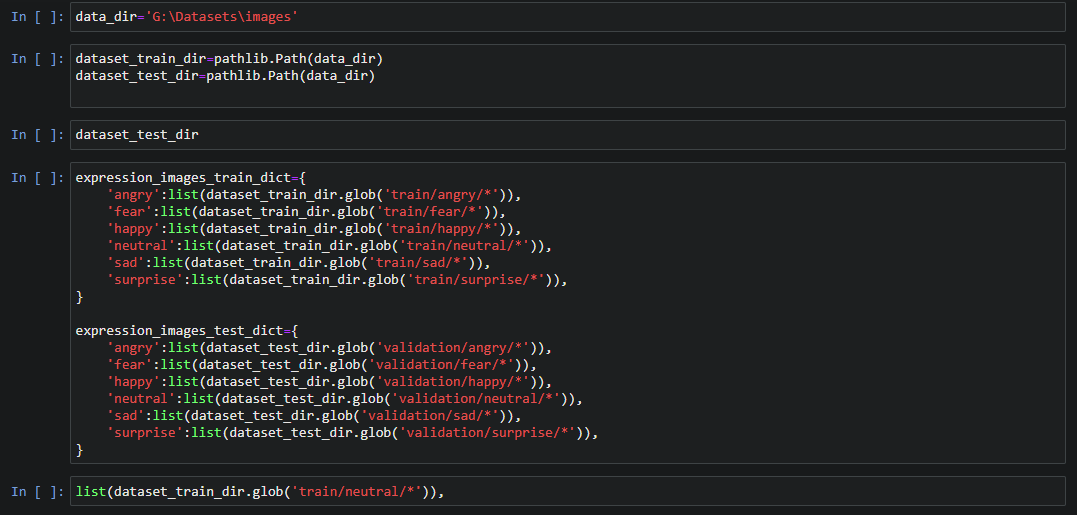 In [ ]: data_dir='G:\Datasets\images'
In [ ]: dataset_train_dir=pathlib.Path(data_dir)
dataset_test_dir=pathlib.Path(data_dir)
In [ ]: dataset_test_dir
In [ ]: expression_images_train_dict={
    'angry':list(dataset_train_dir.glob('train/angry/*')),
    'fear':list(dataset_train_dir.glob('train/fear/*')),
    'happy':list(dataset_train_dir.glob('train/happy/*')),
    'neutral':list(dataset_train_dir.glob('train/neutral/*')),
    'sad':list(dataset_train_dir.glob('train/sad/*')),
    'surprise':list(dataset_train_dir.glob('train/surprise/*')),
}
expression_images_test_dict={
    'angry':list(dataset_test_dir.glob('validation/angry/*')),
    'fear':list(dataset_test_dir.glob('validation/fear/*')),
    'happy':list(dataset_test_dir.glob('validation/happy/*')),
    'neutral':list(dataset_test_dir.glob('validation/neutral/*')),
    'sad':list(dataset_test_dir.glob('validation/sad/*')),
    'surprise':list(dataset_test_dir.glob('validation/surprise/*')),
}
In [ ]: list(dataset_train_dir.glob('train/neutral/*')),